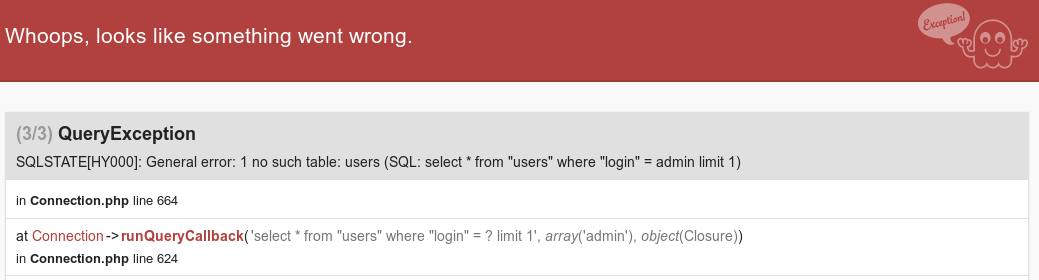 Exception!
Whoops, looks like something went wrong.
(3/3) QueryException
SQLSTATE[HY000]: General error: 1 no such table: users (SQL: select * from "users" where "login" = admin limit 1)
in Connection.php line 664
at Connection->runQueryCallback('select * from "users" where "login" = ? limit 1', array('admin'), object(Closure))
in Connection.php line 624